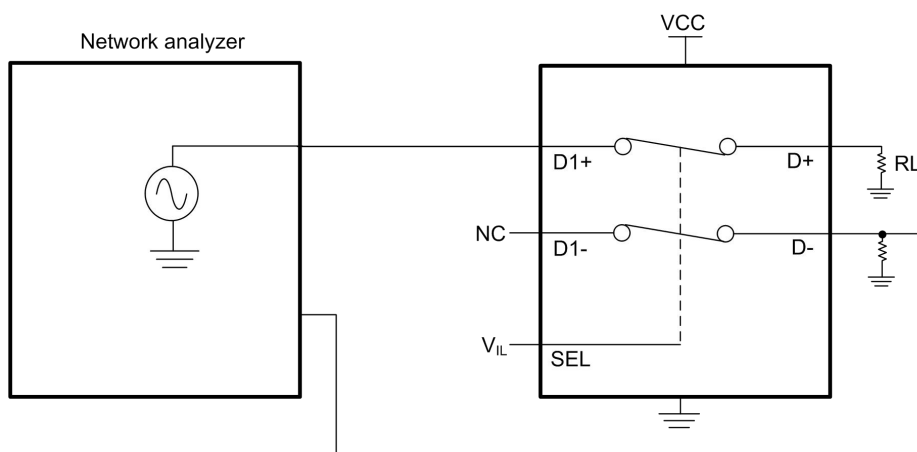 Network analyzer
VCC
D1+
D+
RL
NC
D1-
D-
VIL
SEL